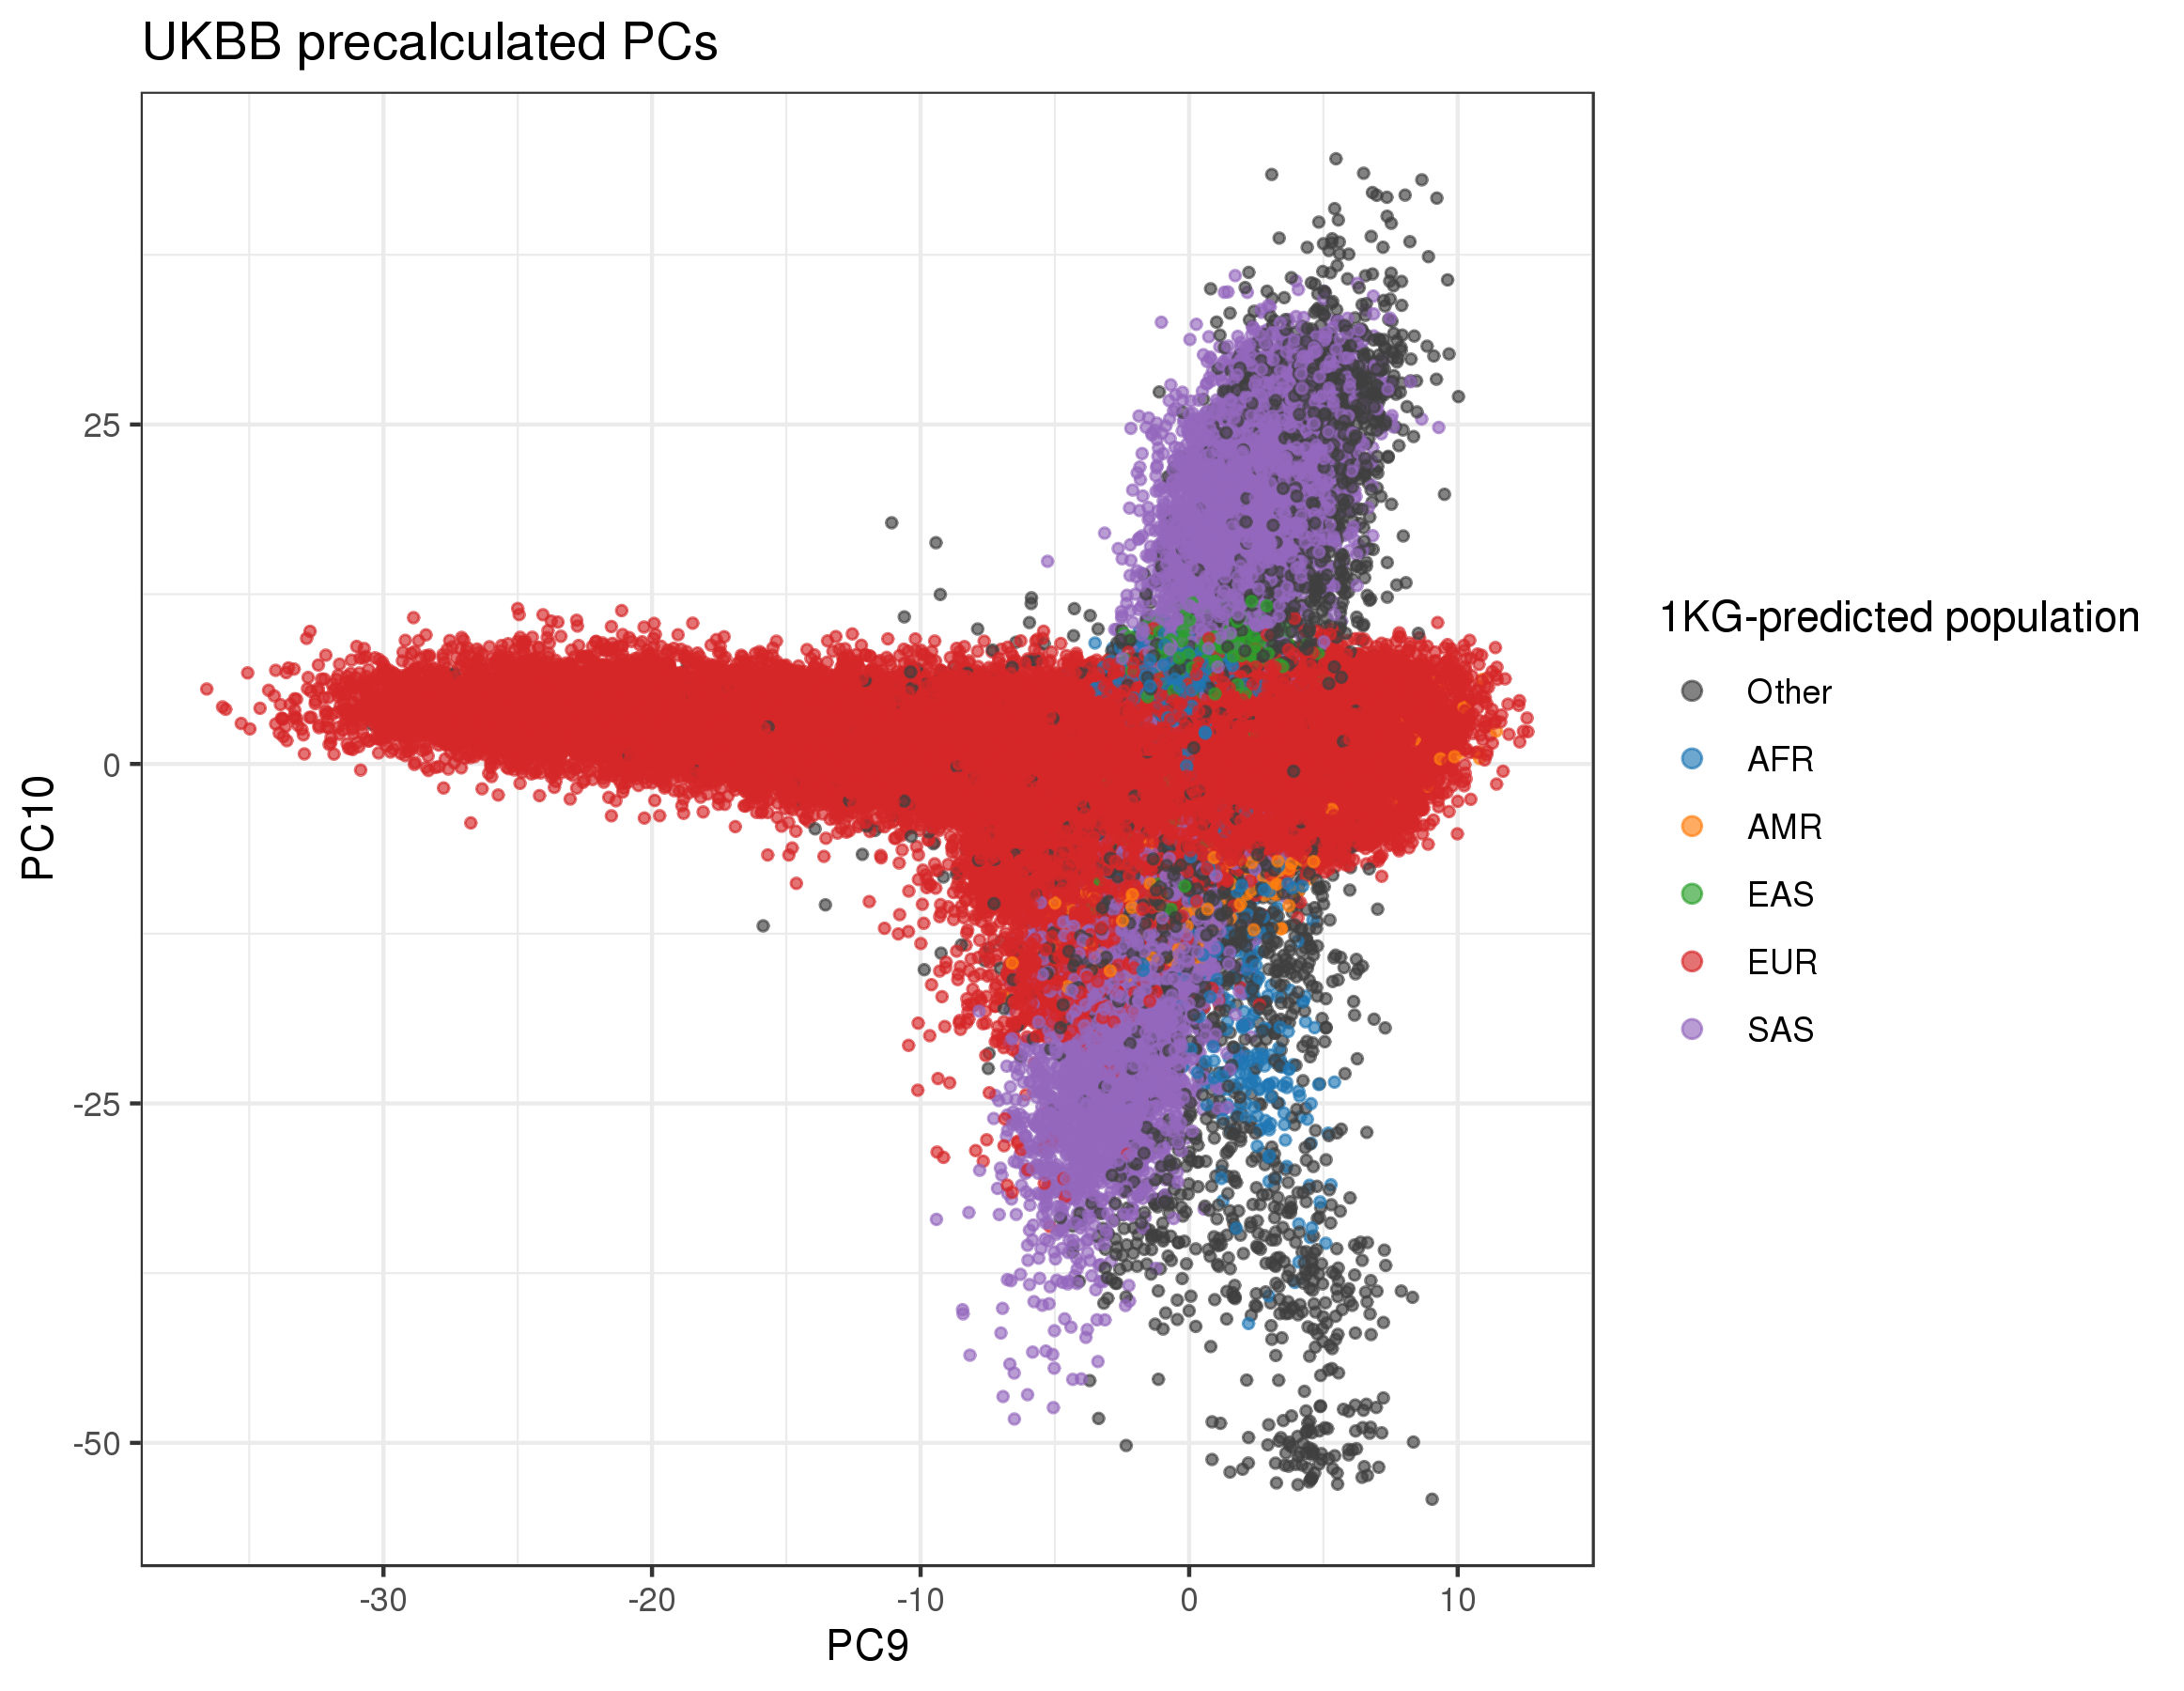 UKBB precalculated PCs
25
0
-25
-50
PC10
-30
-20
-10
0
10
PC9
1KG-predicted population
Other
AFR
AMR
EAS
EUR
SAS